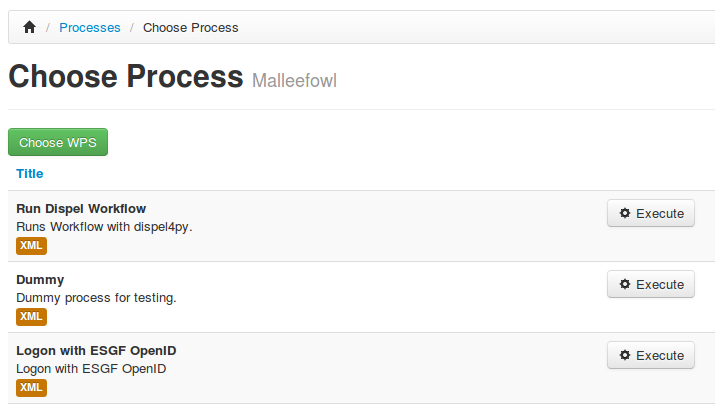 / Processes / Choose Process
Choose Process Malleefowl
Choose WPS
Title
Run Dispel Workflow
Runs Workflow with dispel4py.
XML
Execute
Dummy
Dummy process for testing.
XML
Execute
Logon with ESGF OpenID
Logon with ESGF OpenID
XML
Execute